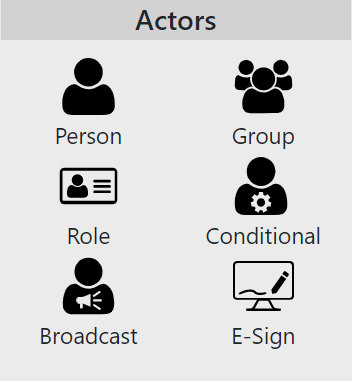 Actors
Person
Group
Role
Conditional
Broadcast
E-Sign